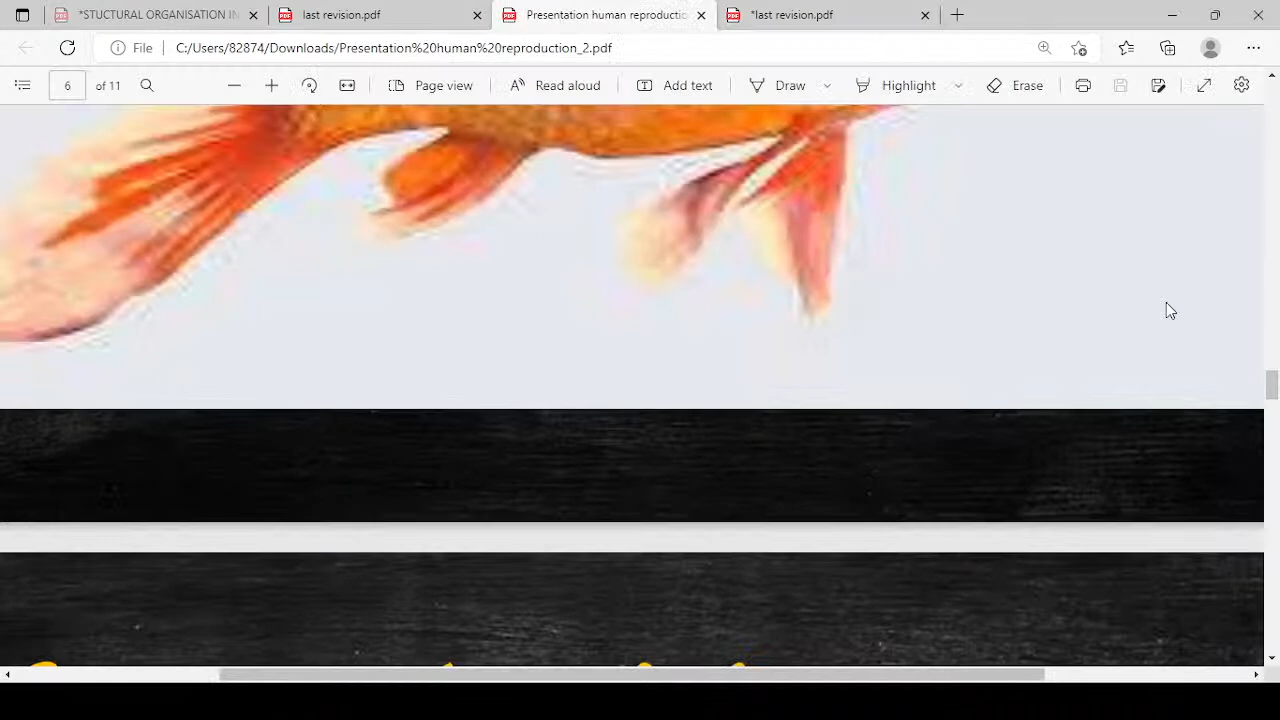 *STUCTURAL ORGANISATION IN
last revision.pdf
Presentation human reproductio
*last revision.pdf
File
C:/Users/82874/Downloads/Presentation%20human%20reproduction_2.pdf
6
of 11
Page view
Read aloud
Add text
Draw
Highlight
Erase